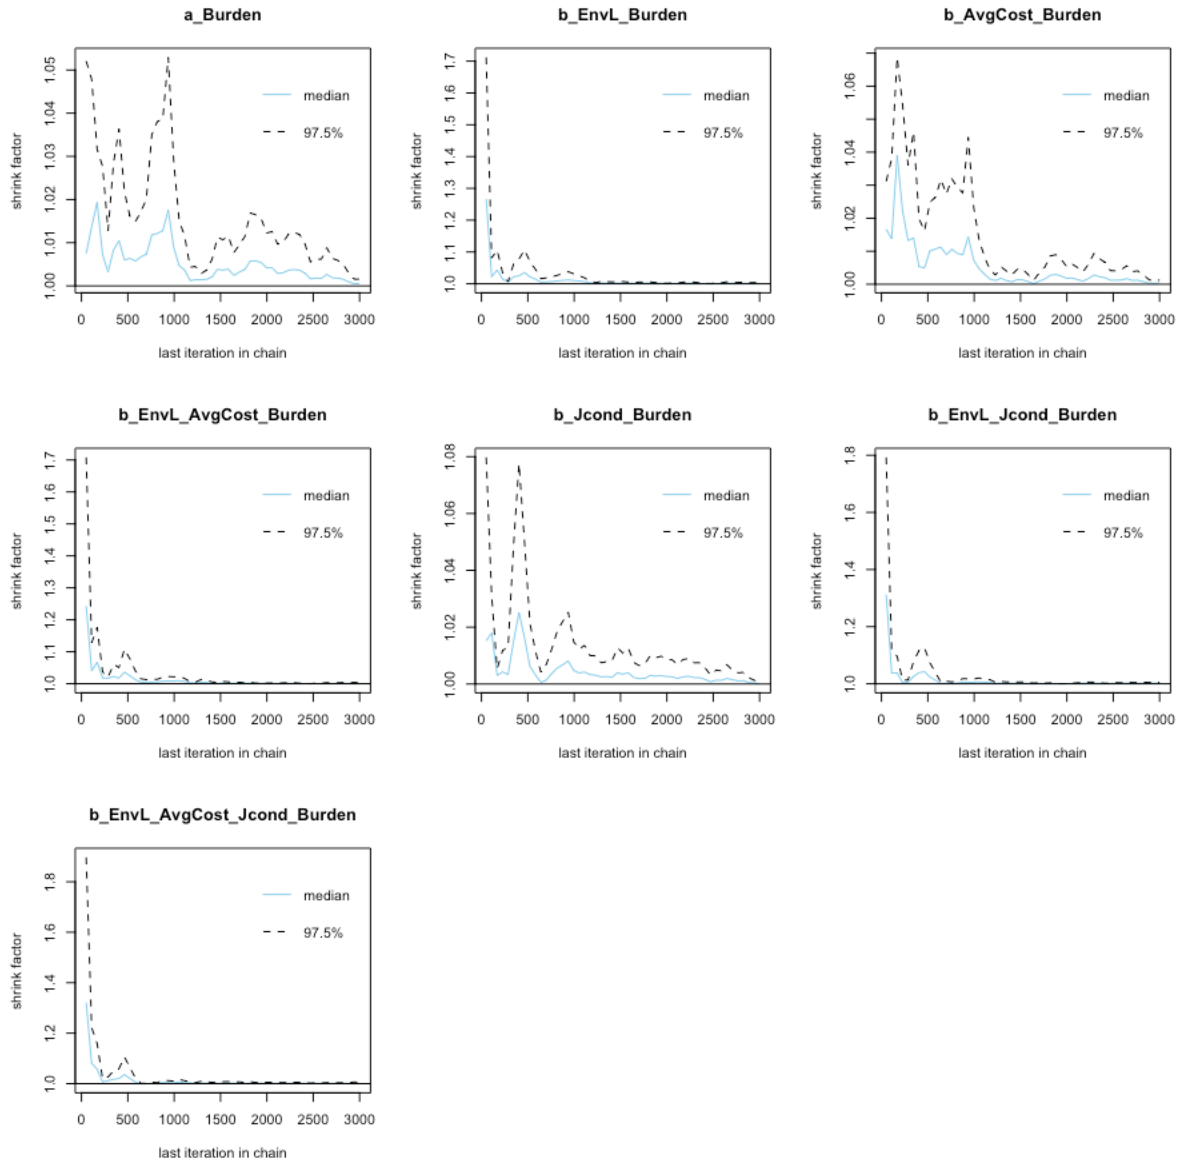 a_Burden
shrink factor
1.00 1.01 1.02 1.03 1.04 1.05
median
97.5%
0 500 1000 1500 2000 2500 3000
last iteration in chain
b_EnvL_Burden
shrink factor
1.0 1.1 1.2 1.3 1.4 1.5 1.6 1.7
median
97.5%
0 500 1000 1500 2000 2500 3000
last iteration in chain
b_AvgCost_Burden
shrink factor
1.00 1.02 1.04 1.06
median
97.5%
0 500 1000 1500 2000 2500 3000
last iteration in chain
b_EnvL_AvgCost_Burden
shrink factor
1.0 1.1 1.2 1.3 1.4 1.5 1.6 1.7
median
97.5%
0 500 1000 1500 2000 2500 3000
last iteration in chain
b_Jcond_Burden
shrink factor
1.00 1.02 1.04 1.06 1.08
median
97.5%
0 500 1000 1500 2000 2500 3000
last iteration in chain
b_EnvL_Jcond_Burden
shrink factor
1.0 1.2 1.4 1.6 1.8
median
97.5%
0 500 1000 1500 2000 2500 3000
last iteration in chain
b_EnvL_AvgCost_Jcond_Burden
shrink factor
1.0 1.2 1.4 1.6 1.8
median
97.5%
0 500 1000 1500 2000 2500 3000
last iteration in chain